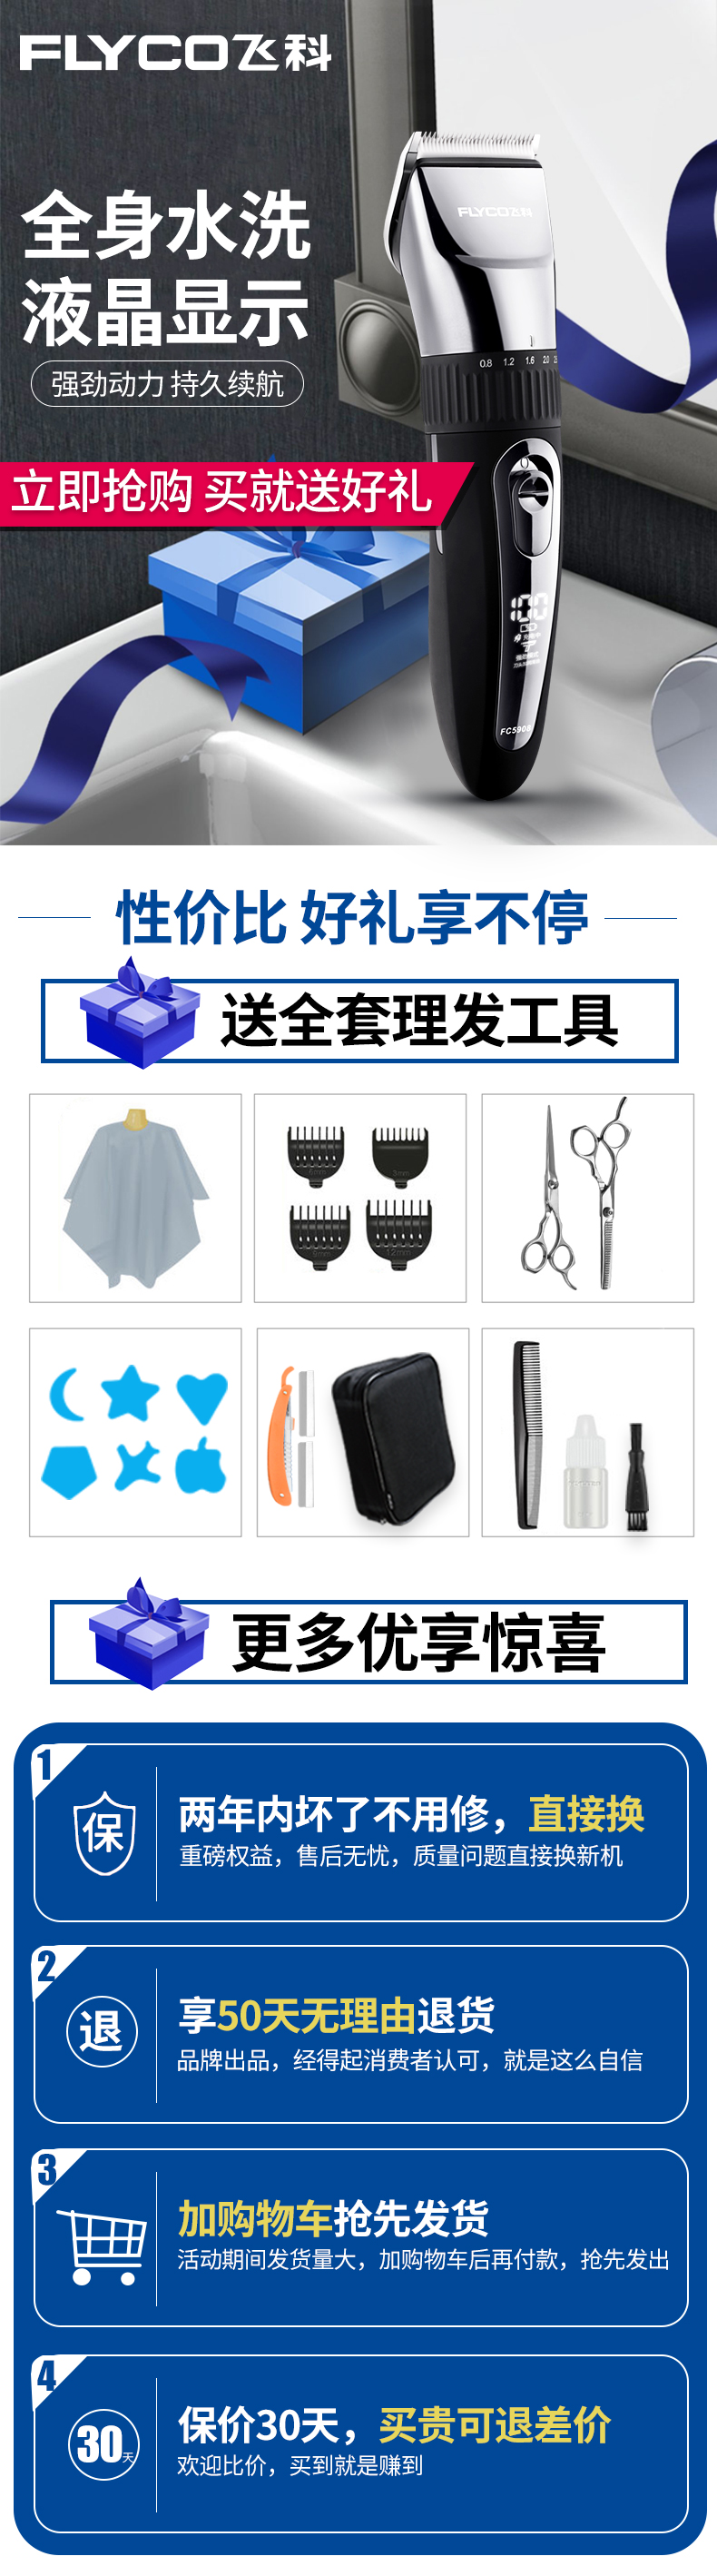 FLYCO飞科
全身水洗
液晶显示
强劲动力 持久续航
立即抢购 买就送好礼
FLYCO飞科
0.8 1.2 1.6 20
0
100
FC5908
性价比 好礼享不停
送全套理发工具
3mm
12mm
更多优享惊喜
1
保
两年内坏了不用修，直接换
重磅权益，售后无忧，质量问题直接换新机
2
退
享50天无理由退货
品牌出品，经得起消费者认可，就是这么自信
3
加购物车抢先发货
活动期间发货量大，加购物车后再付款，抢先发出
4
30天
保价30天，买贵可退差价
欢迎比价，买到就是赚到